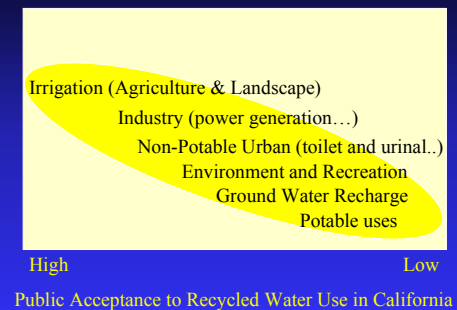 Irrigation (Agriculture & Landscape)
Industry (power generation…)
Non-Potable Urban (toilet and urinal..)
Environment and Recreation
Ground Water Recharge
Potable uses
High Low
Public Acceptance to Recycled Water Use in California